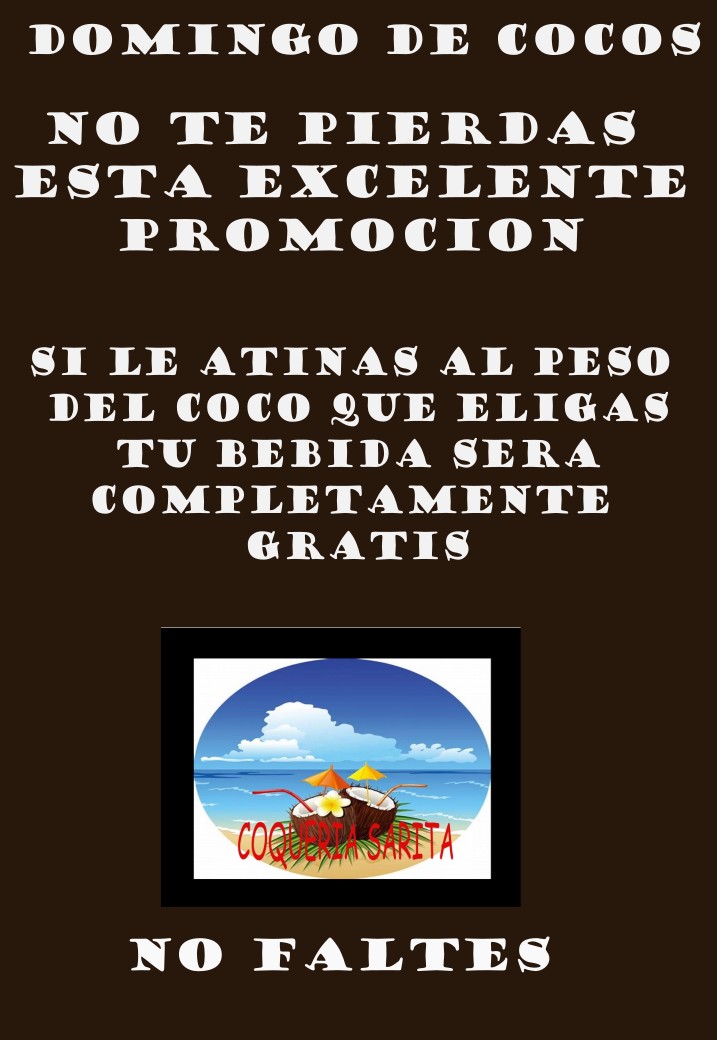 DOMINGO DE COCOS
NO TE PIERDAS
ESTA EXCELENTE
PROMOCION
SI LE ATINAS AL PESO
DEL COCO QUE ELIGAS
TU BEBIDA SERA
COMPLETAMENTE
GRATIS
COQUERIA SARITA
NO FALTES